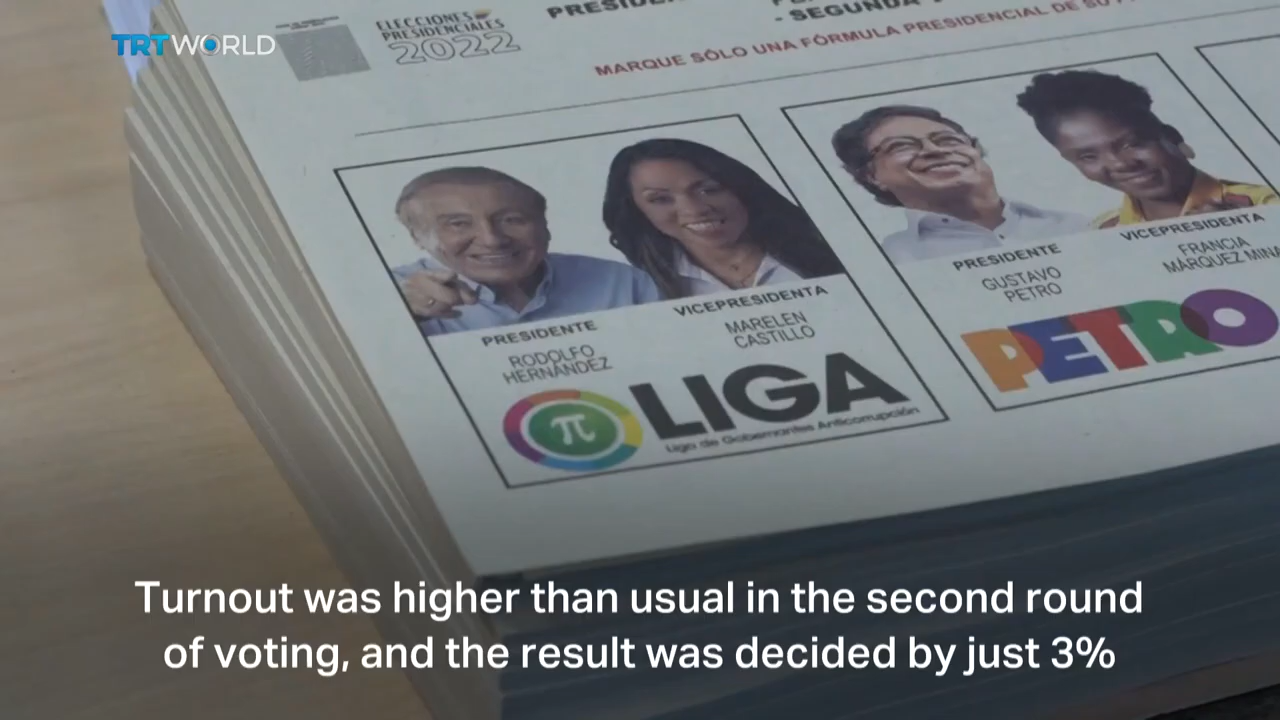 TRT WORLD
ELECCIONES
PRESIDENCIALES
2022
- SEGUNDA
MARQUE SÓLO UNA FÓRMULA PRESIDENCIAL DE SU
PRESIDENTE
RODOLFO
HERNÁNDEZ
VICEPRESIDENTA
MARELEN
CASTILLO
π LIGA
Liga de Gobernantes Anticorrupción
PRESIDENTE
GUSTAVO
PETRO
VICEPRESIDENTA
FRANCIA
MÁRQUEZ MINA
PETRO
Turnout was higher than usual in the second round
of voting, and the result was decided by just 3%